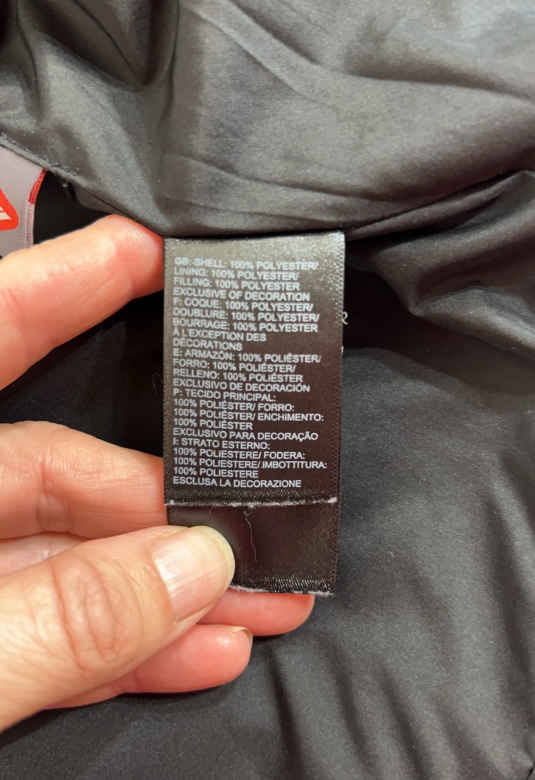 GB: SHELL: 100% POLYESTER/
LINING: 100% POLYESTER/
FILLING: 100% POLYESTER
EXCLUSIVE OF DECORATION
F: COQUE: 100% POLYESTER/
DOUBLURE: 100% POLYESTER/
BOURRAGE: 100% POLYESTER
À L'EXCEPTION DES
DÉCORATIONS
E: ARMAZÓN: 100% POLIÉSTER/
FORRO: 100% POLIÉSTER/
RELLENO: 100% POLIÉSTER
EXCLUSIVO DE DECORACIÓN
P: TECIDO PRINCIPAL:
100% POLIÉSTER/ FORRO:
100% POLIÉSTER/ ENCHIMENTO:
100% POLIÉSTER
EXCLUSIVO PARA DECORAÇÃO
I: STRATO ESTERNO:
100% POLIESTERE/ FODERA:
100% POLIESTERE/ IMBOTTITURA:
100% POLIESTERE
ESCLUSA LA DECORAZIONE